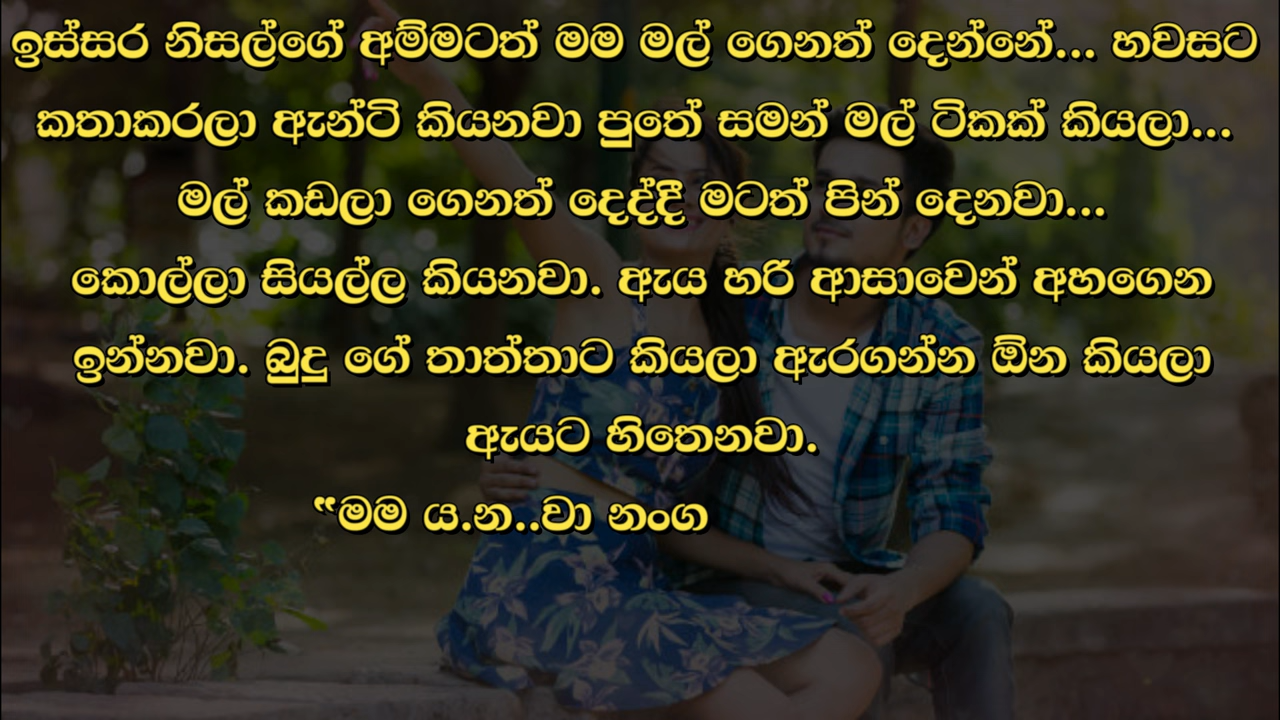 ඉස්සර නිසල්ගේ අම්මටත් මම මල් ගෙනත් දෙන්නේ... හවසට
කතාකරලා ඇන්ටි කියනවා පුතේ සමන් මල් ටිකක් කියලා...
මල් කඩලා ගෙනත් දෙද්දී මටත් පින් දෙනවා...
කොල්ලා සියල්ල කියනවා. ඇය හරි ආසාවෙන් අහගෙන
ඉන්නවා. බුදු ගේ තාත්තාට කියලා ඇරගන්න ඕන කියලා
ඇයට හිතෙනවා.
“මම ය.න..වා නංග